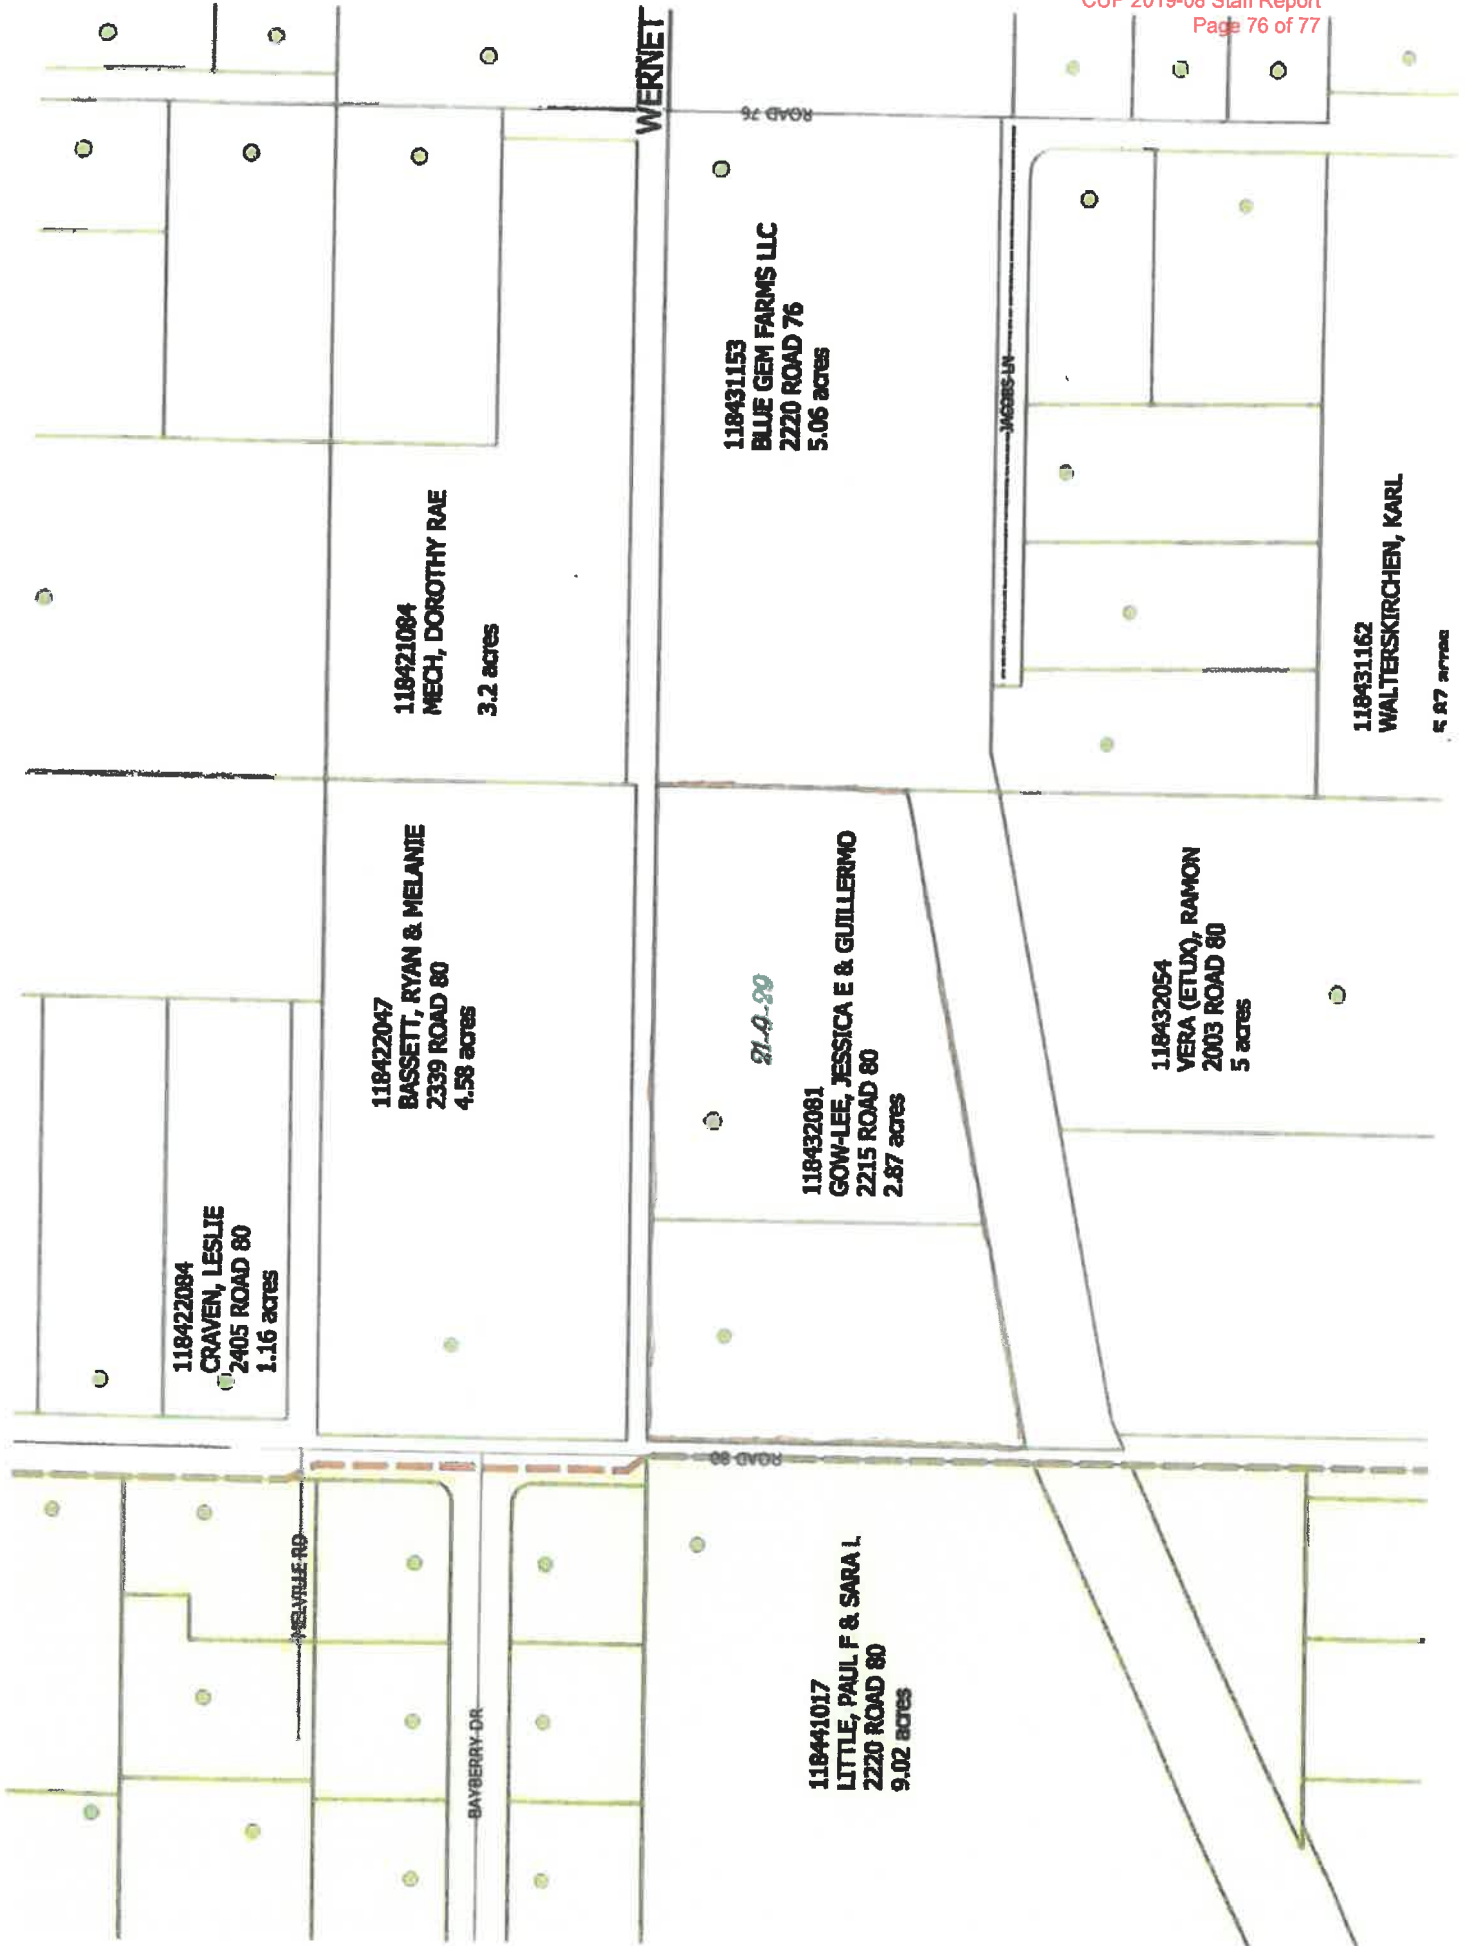 CUP 2019-08 Staff Report
Page 76 of 77
WERNET
ROAD 76
118431153
BLUE GEM FARMS LLC
2220 ROAD 76
5.06 acres
JACOBS LN
118421084
MECH, DOROTHY RAE
3.2 acres
118431162
WALTERSKIRCHEN, KARL
5.87 acres
118422047
BASSETT, RYAN & MELANIE
2339 ROAD 80
4.58 acres
118432081
GOW-LEE, JESSICA E & GUILLERMO
2215 ROAD 80
2.87 acres
118432054
VERA (ETUX), RAMON
2003 ROAD 80
5 acres
118422084
CRAVEN, LESLIE
2405 ROAD 80
1.16 acres
ROAD 80
MELVILLE RD
BAYBERRY DR
118441017
LITTLE, PAUL F & SARA L
2220 ROAD 80
9.02 acres